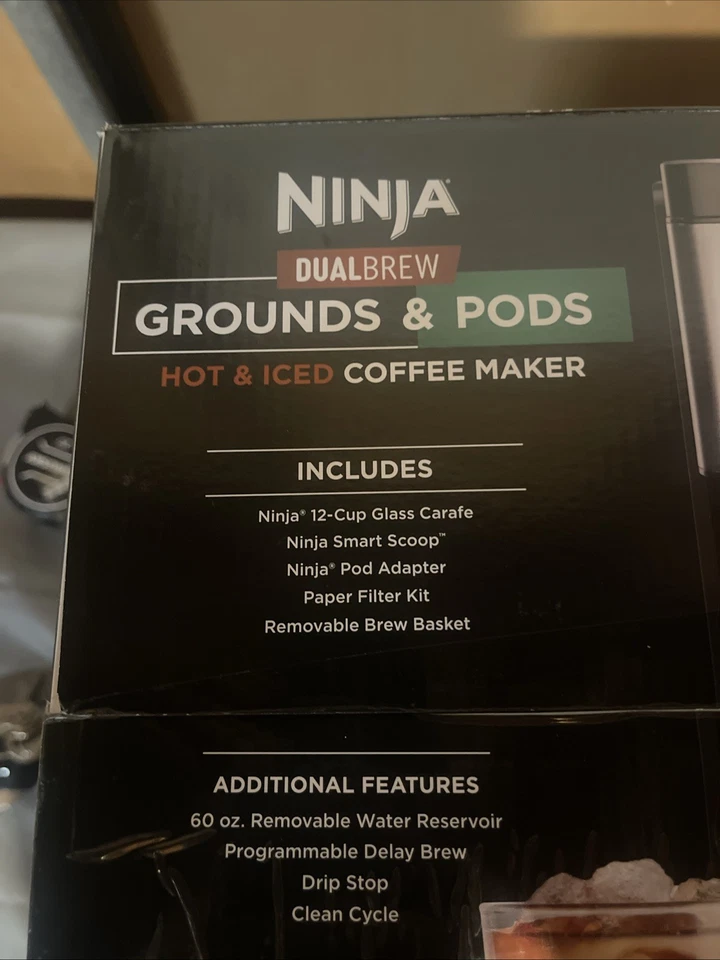 NINJA®
DUALBREW
GROUNDS & PODS
HOT & ICED COFFEE MAKER
INCLUDES
Ninja® 12-Cup Glass Carafe
Ninja Smart Scoop™
Ninja® Pod Adapter
Paper Filter Kit
Removable Brew Basket
ADDITIONAL FEATURES
60 oz. Removable Water Reservoir
Programmable Delay Brew
Drip Stop
Clean Cycle